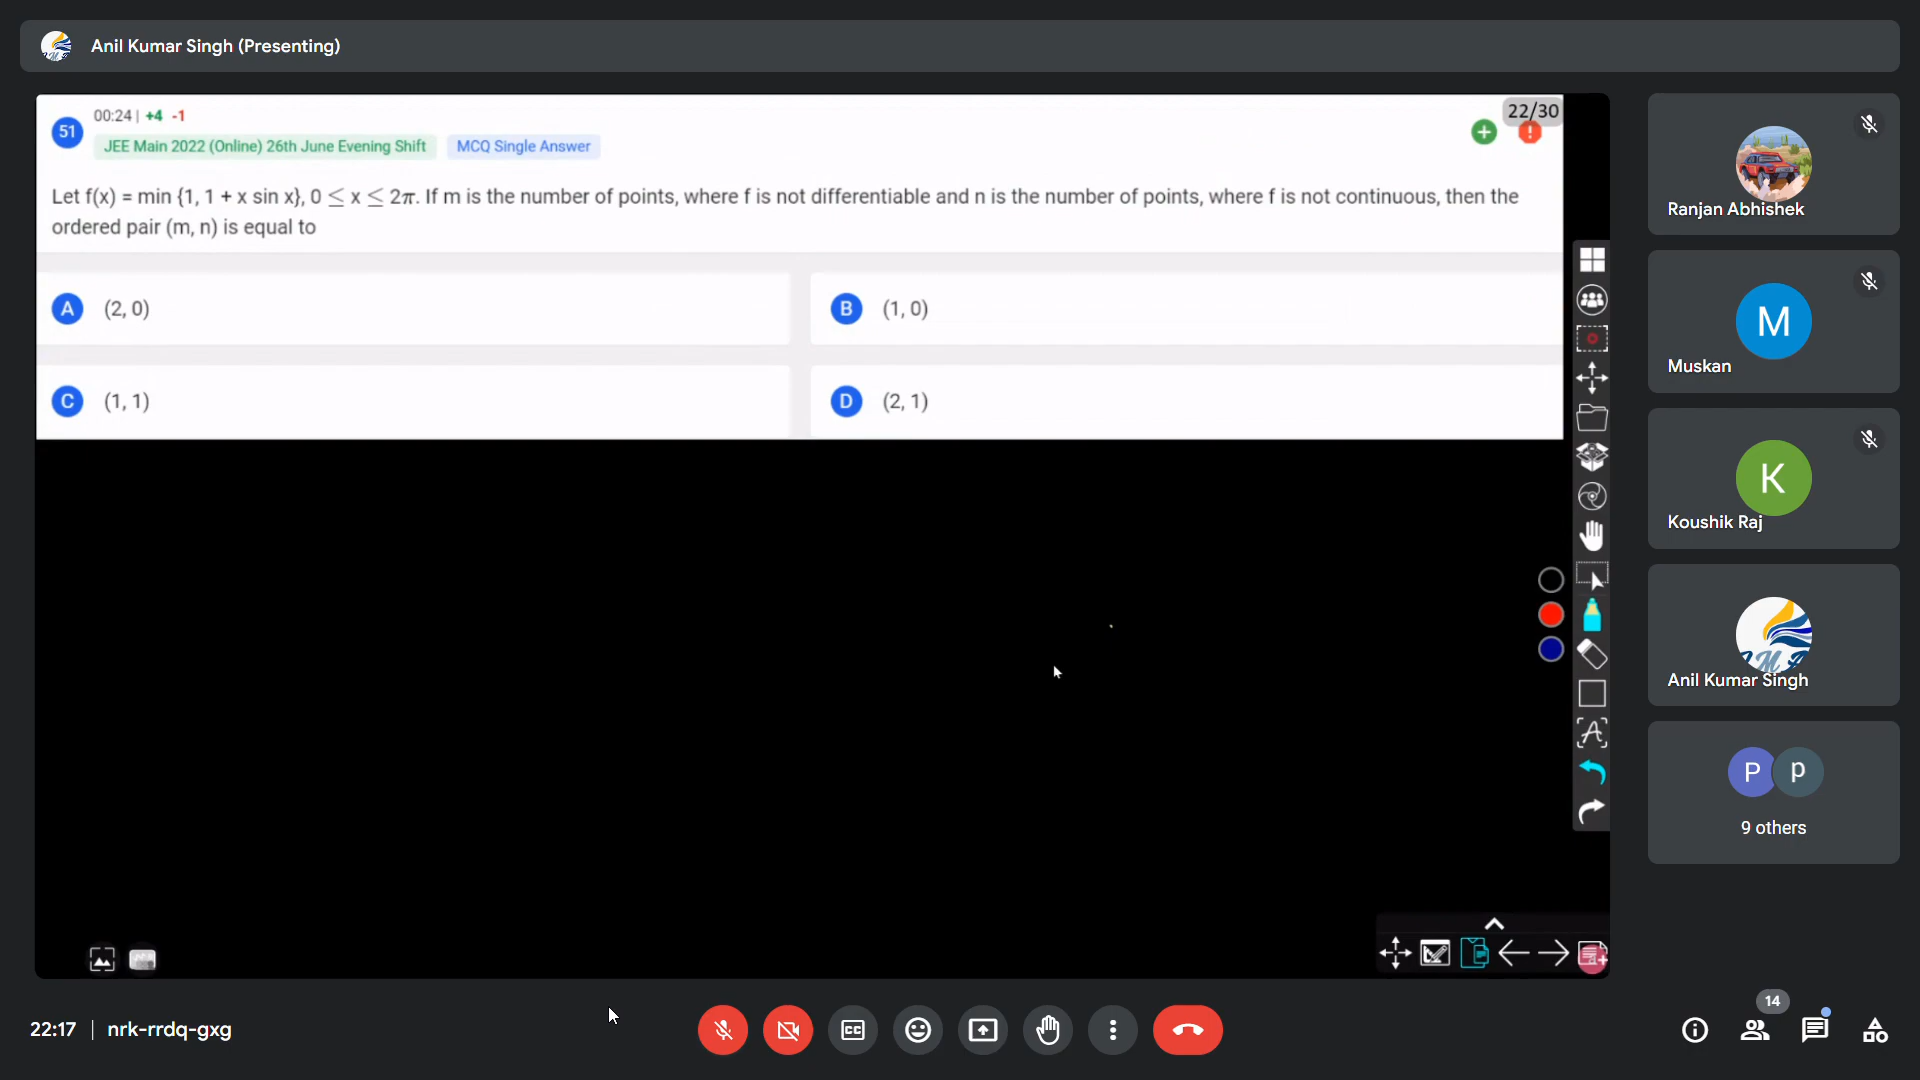 Anil Kumar Singh (Presenting)
51
00:24 | +4 -1
22/30
JEE Main 2022 (Online) 26th June Evening Shift MCQ Single Answer
Let f(x) = min {1, 1 + x sin x}, 0 ≤ x ≤ 2π. If m is the number of points, where f is not differentiable and n is the number of points, where f is not continuous, then the
ordered pair (m, n) is equal to
A (2, 0)
B (1, 0)
C (1, 1)
D (2, 1)
Ranjan Abhishek
M
Muskan
K
Koushik Raj
Anil Kumar Singh
P p
9 others
22:17 | nrk-rrdq-gxg
CC
14